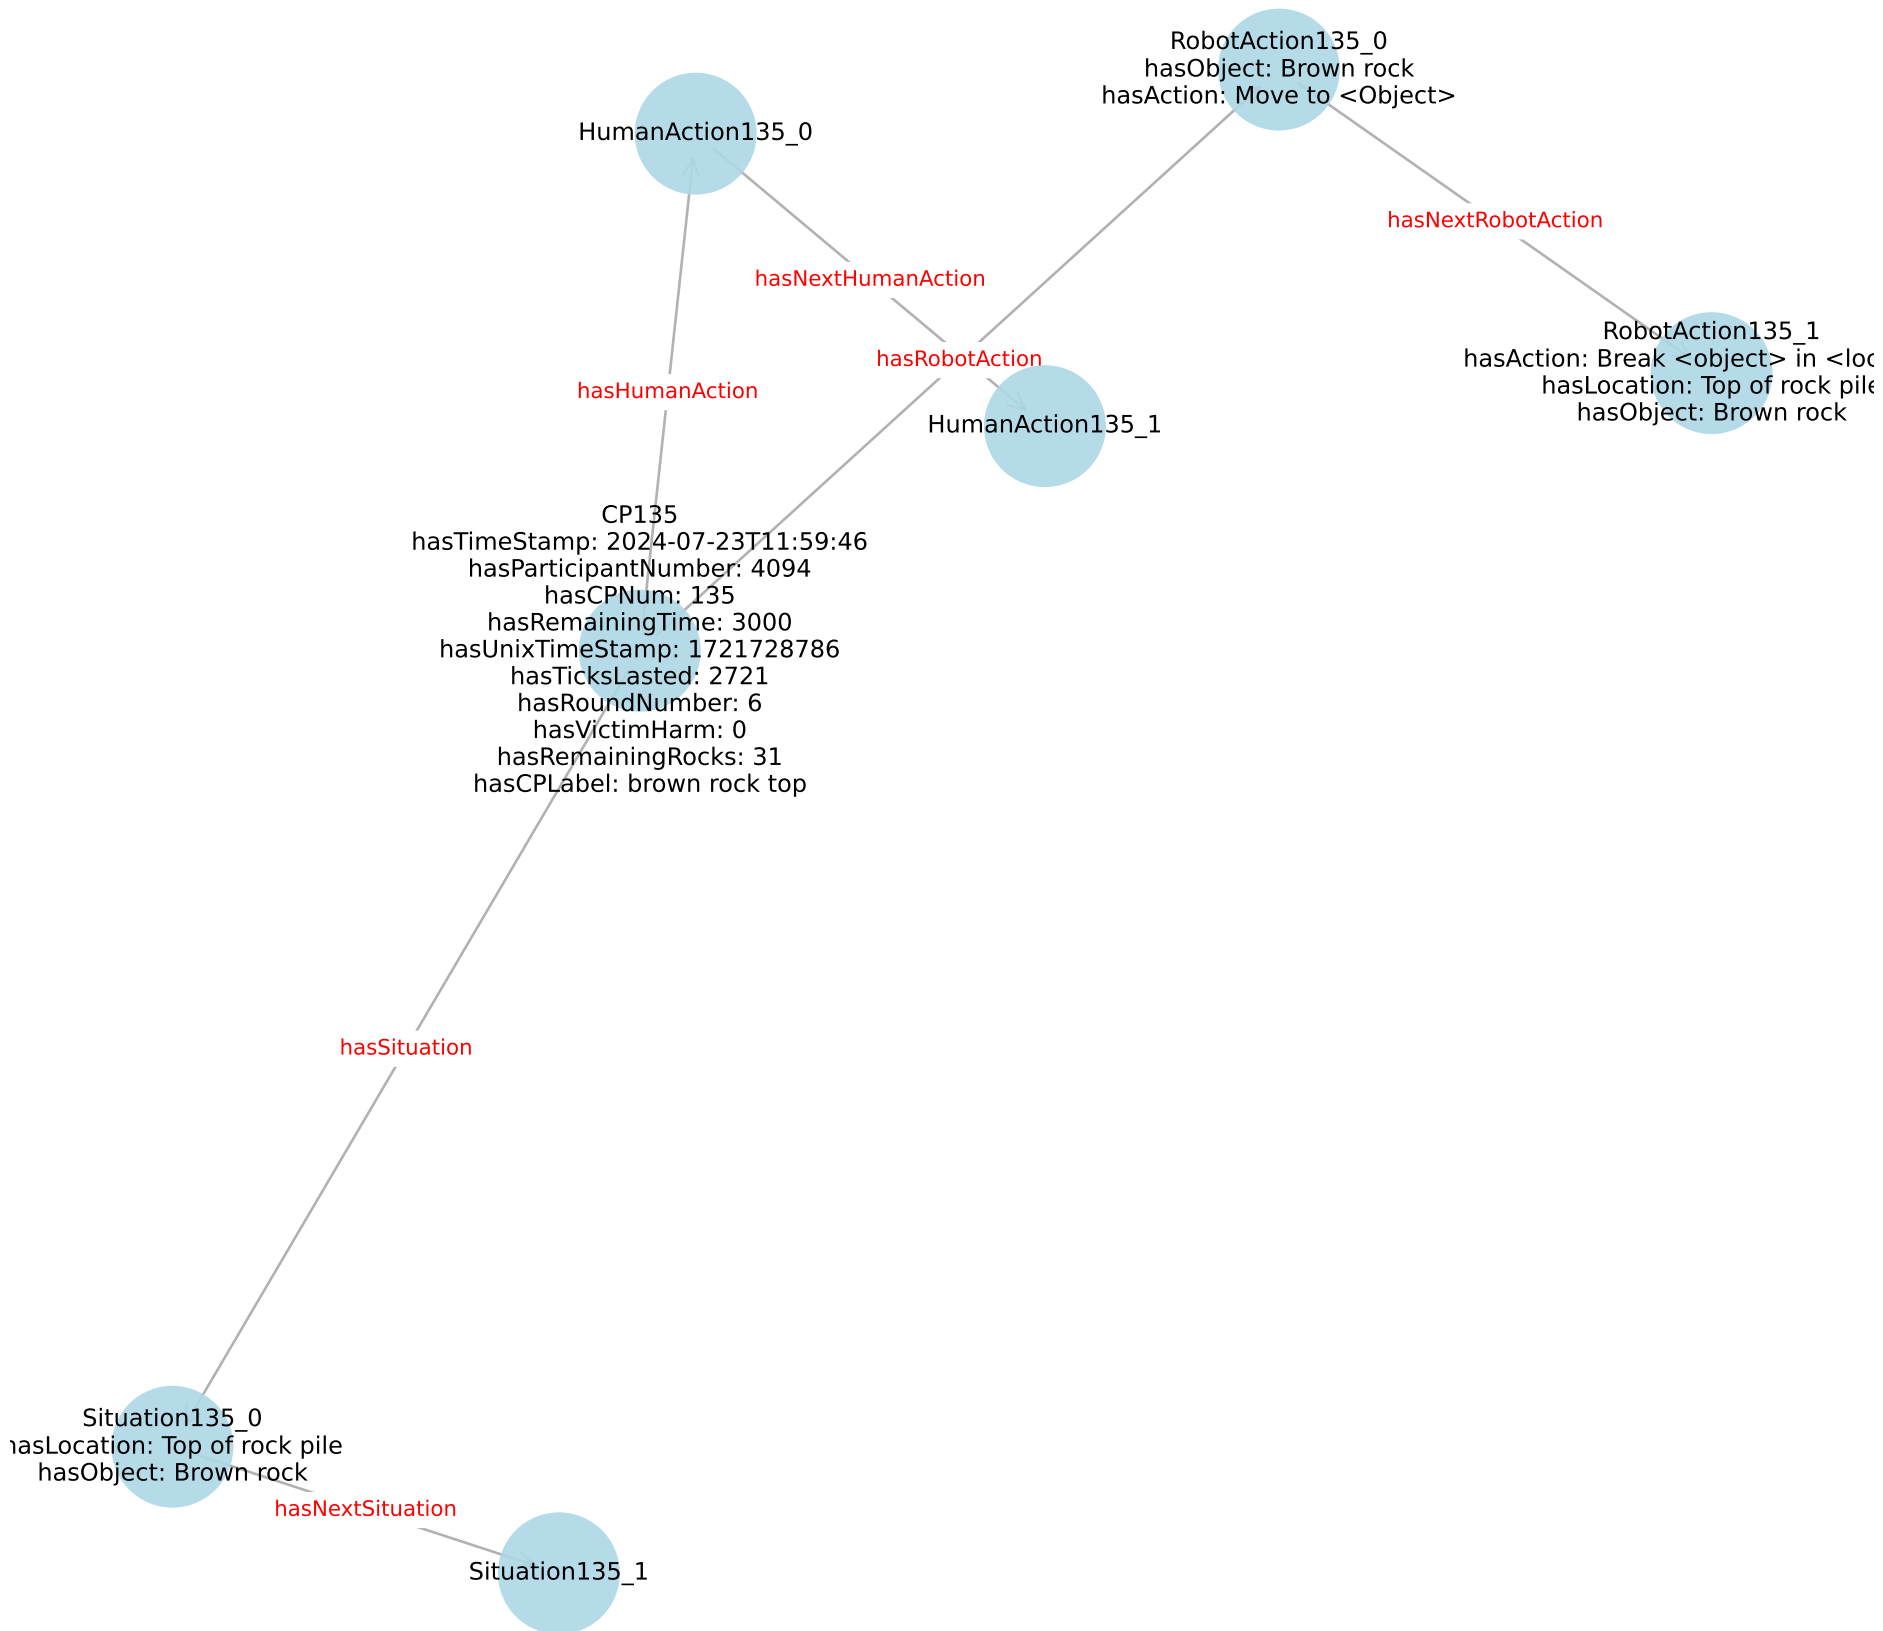 RobotAction135_0
hasObject: Brown rock
hasAction: Move to <Object>
HumanAction135_0
hasNextRobotAction
hasNextHumanAction
RobotAction135_1
hasAction: Break <object> in <loc
hasLocation: Top of rock pile
hasObject: Brown rock
hasRobotAction
hasHumanAction
HumanAction135_1
CP135
hasTimeStamp: 2024-07-23T11:59:46
hasParticipantNumber: 4094
hasCPNum: 135
hasRemainingTime: 3000
hasUnixTimeStamp: 1721728786
hasTicksLasted: 2721
hasRoundNumber: 6
hasVictimHarm: 0
hasRemainingRocks: 31
hasCPLabel: brown rock top
hasSituation
Situation135_0
hasLocation: Top of rock pile
hasObject: Brown rock
hasNextSituation
Situation135_1